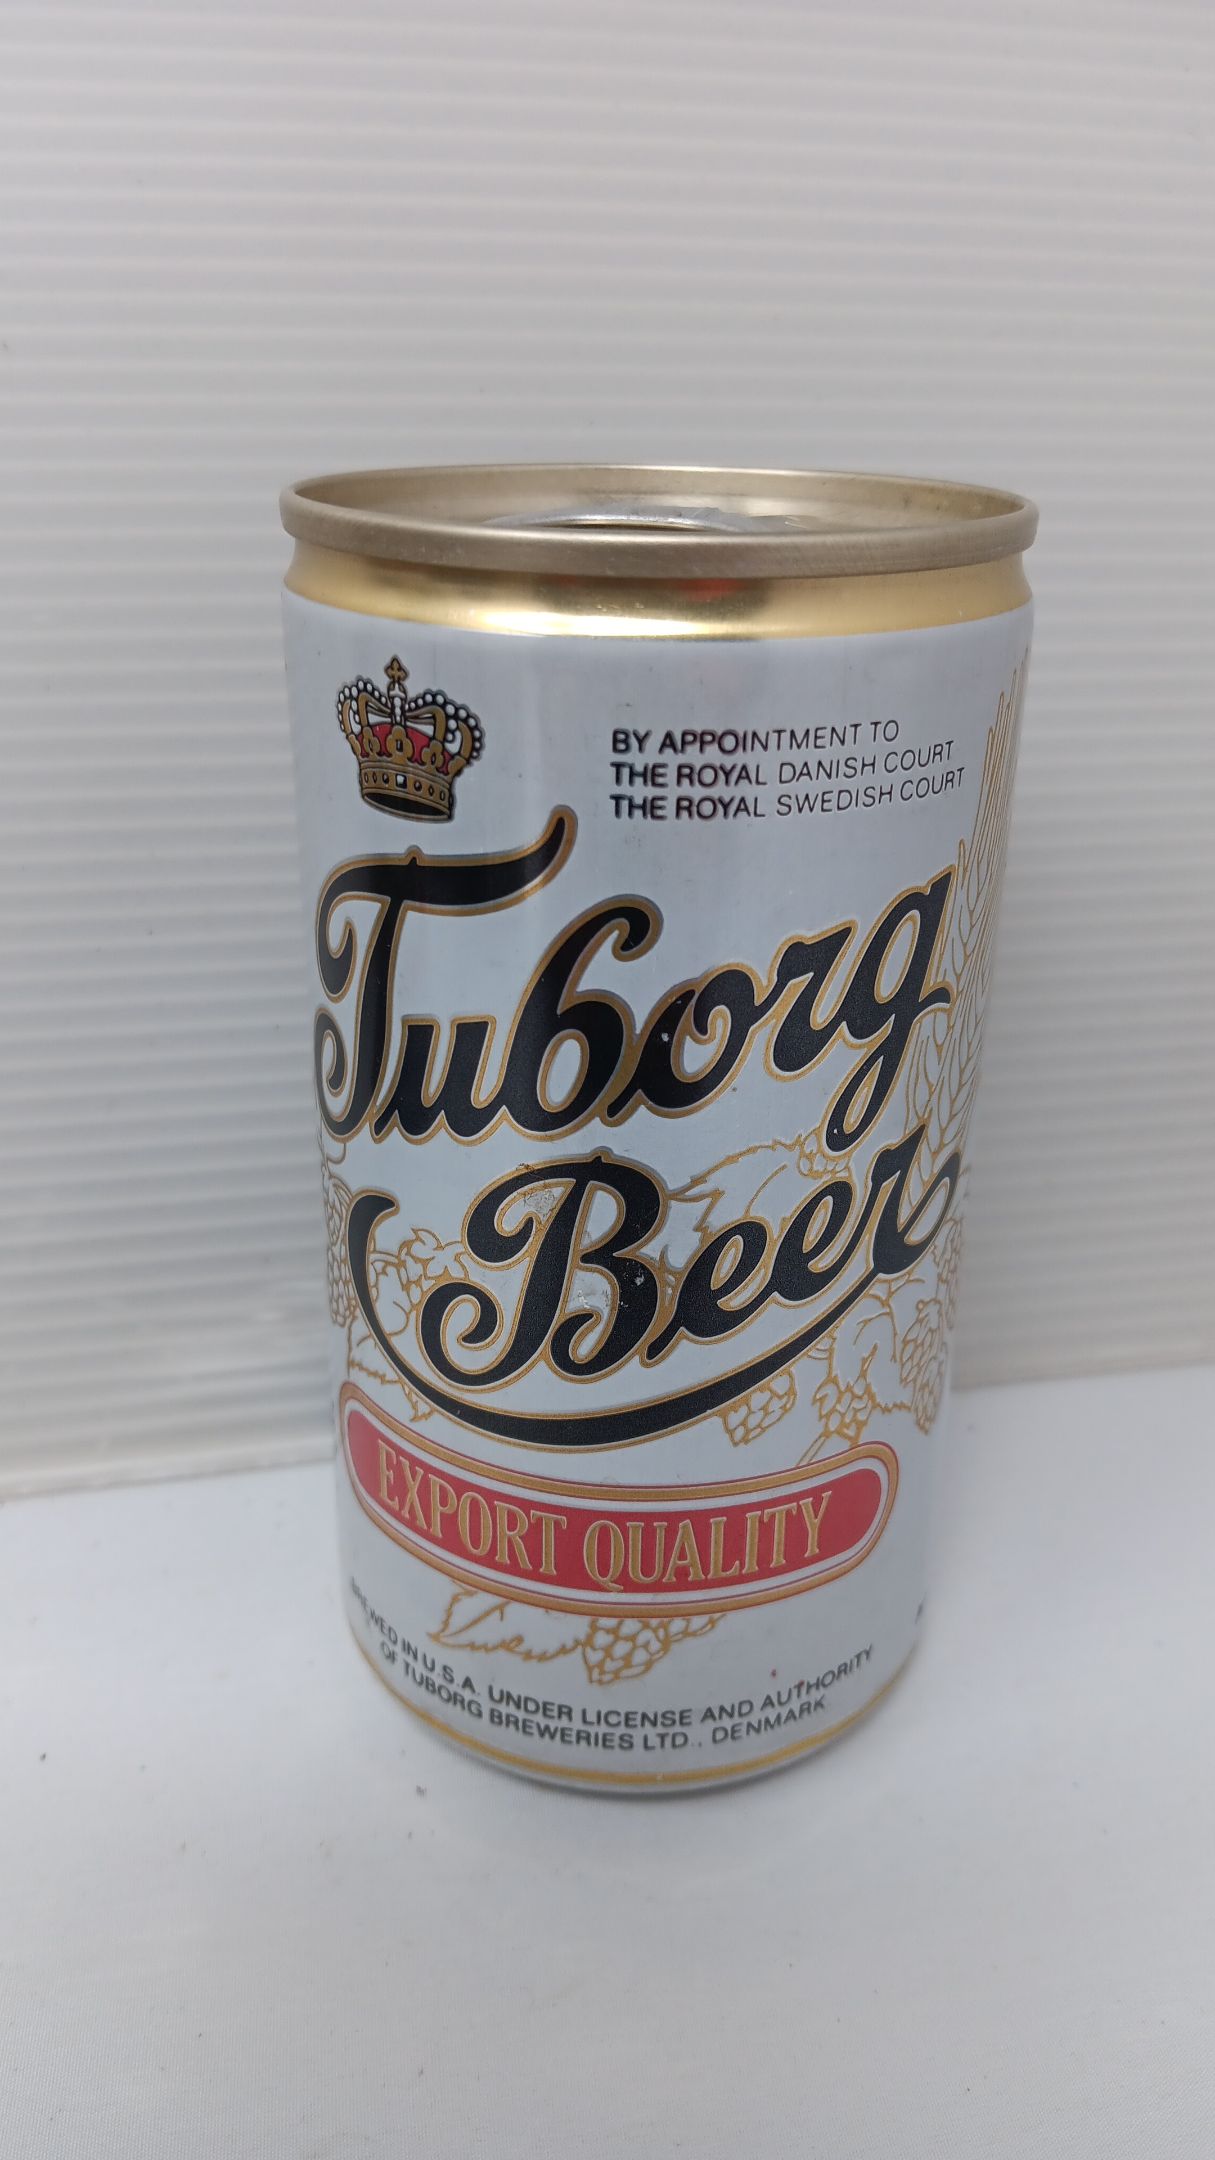 BY APPOINTMENT TO
THE ROYAL DANISH COURT
THE ROYAL SWEDISH COURT
Tuborg
Beer
EXPORT QUALITY
BREWED IN U.S.A. UNDER LICENSE AND AUTHORITY
OF TUBORG BREWERIES LTD., DENMARK